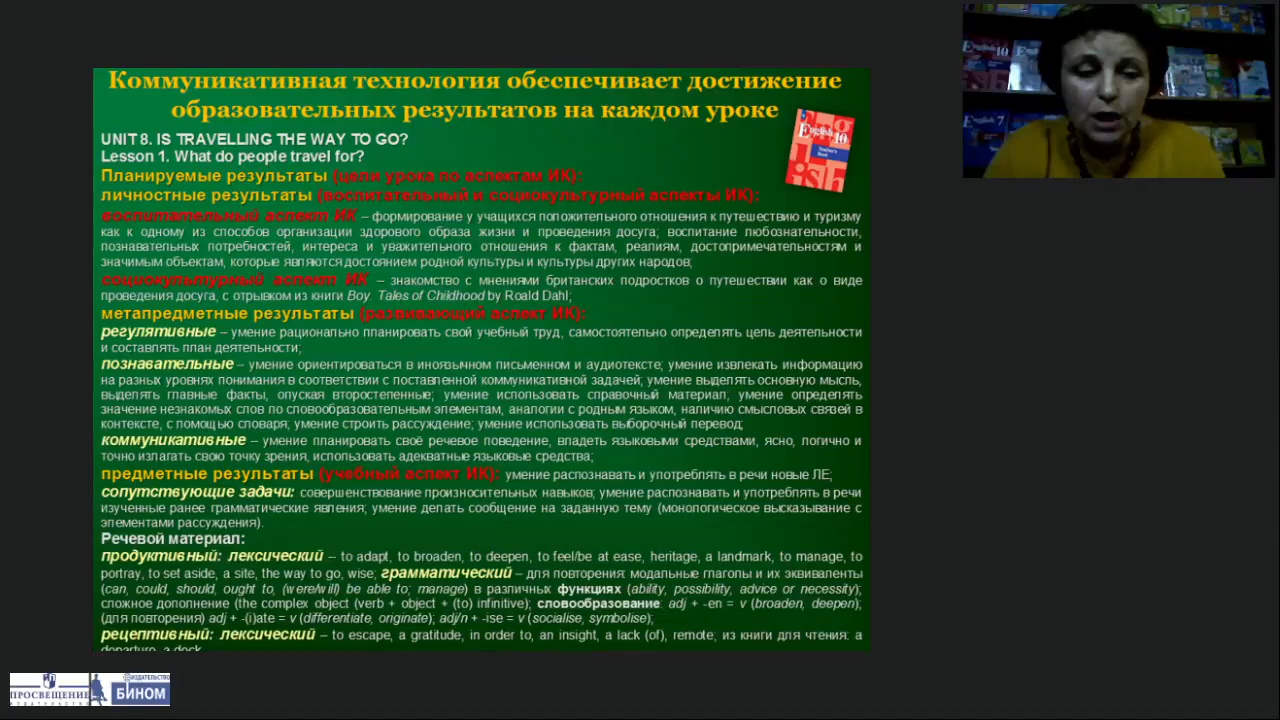 Коммуникативная технология обеспечивает достижение
образовательных результатов на каждом уроке
UNIT 8. IS TRAVELLING THE WAY TO GO?
Lesson 1. What do people travel for?
Планируемые результаты (цели урока по аспектам ИК):
личностные результаты (воспитательный и социокультурный аспекты ИК):
воспитательный аспект ИК – формирование у учащихся положительного отношения к путешествию и туризму
как к одному из способов организации здорового образа жизни и проведения досуга; воспитание любознательности,
познавательных потребностей, интереса и уважительного отношения к фактам, реалиям, достопримечательностям и
значимым объектам, которые являются достоянием родной культуры и культуры других народов;
социокультурный аспект ИК – знакомство с мнениями британских подростков о путешествии как о виде
проведения досуга, с отрывком из книги Boy. Tales of Childhood by Roald Dahl;
метапредметные результаты (развивающий аспект ИК):
регулятивные – умение рационально планировать свой учебный труд, самостоятельно определять цель деятельности
и составлять план деятельности;
познавательные – умение ориентироваться в иноязычном письменном и аудиотексте; умение извлекать информацию
на разных уровнях понимания в соответствии с поставленной коммуникативной задачей; умение выделять основную мысль,
выделять главные факты, опуская второстепенные; умение использовать справочный материал; умение определять
значение незнакомых слов по словообразовательным элементам, аналогии с родным языком, наличию смысловых связей в
контексте, с помощью словаря; умение строить рассуждение; умение использовать выборочный перевод;
коммуникативные – умение планировать своё речевое поведение, владеть языковыми средствами, ясно, логично и
точно излагать свою точку зрения, использовать адекватные языковые средства;
предметные результаты (учебный аспект ИК): умение распознавать и употреблять в речи новые ЛЕ;
сопутствующие задачи: совершенствование произносительных навыков; умение распознавать и употреблять в речи
изученные ранее грамматические явления; умение делать сообщение на заданную тему (монологическое высказывание с
элементами рассуждения).
Речевой материал:
продуктивный: лексический – to adapt, to broaden, to deepen, to feel/be at ease, heritage, a landmark, to manage, to
portray, to set aside, a site, the way to go, wise; грамматический – для повторения: модальные глаголы и их эквиваленты
(can, could, should, ought to, (were/will) be able to; manage) в различных функциях (ability, possibility, advice or necessity);
сложное дополнение (the complex object (verb + object + (to) infinitive); словообразование: adj + -en = v (broaden, deepen);
(для повторения) adj + -(i)ate = v (differentiate, originate); adj/n + -ise = v (socialise, symbolise);
рецептивный: лексический – to escape, a gratitude, in order to, an insight, a lack (of), remote; из книги для чтения: a
departure, a deck
English 10
Teacher's Book
English 10
English 7
ПРОСВЕЩЕНИЕ
ИЗДАТЕЛЬСТВО
ИЗДАТЕЛЬСТВО
БИНОМ